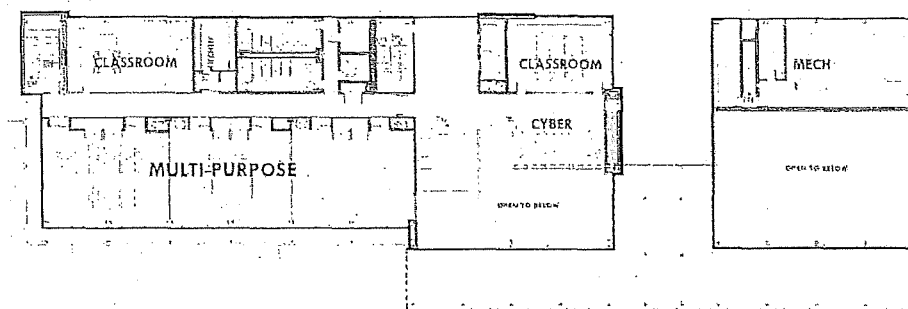 CLASSROOM
CLASSROOM
MECH
CYBER
MULTI-PURPOSE
OPEN TO BELOW
OPEN TO BELOW